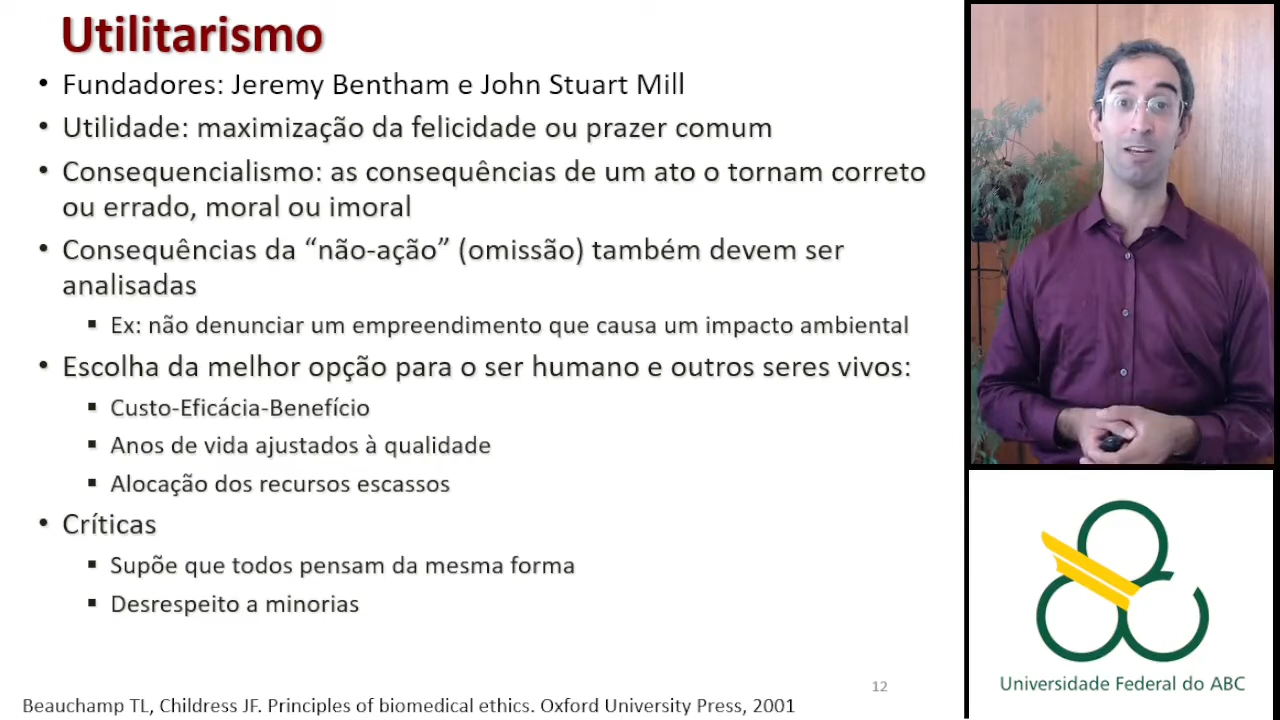 Utilitarismo
• Fundadores: Jeremy Bentham e John Stuart Mill
• Utilidade: maximização da felicidade ou prazer comum
• Consequencialismo: as consequências de um ato o tornam correto
ou errado, moral ou imoral
• Consequências da “não-ação” (omissão) também devem ser
analisadas
▪ Ex: não denunciar um empreendimento que causa um impacto ambiental
• Escolha da melhor opção para o ser humano e outros seres vivos:
▪ Custo-Eficácia-Benefício
▪ Anos de vida ajustados à qualidade
▪ Alocação dos recursos escassos
• Críticas
▪ Supõe que todos pensam da mesma forma
▪ Desrespeito a minorias
12
Beauchamp TL, Childress JF. Principles of biomedical ethics. Oxford University Press, 2001
Universidade Federal do ABC